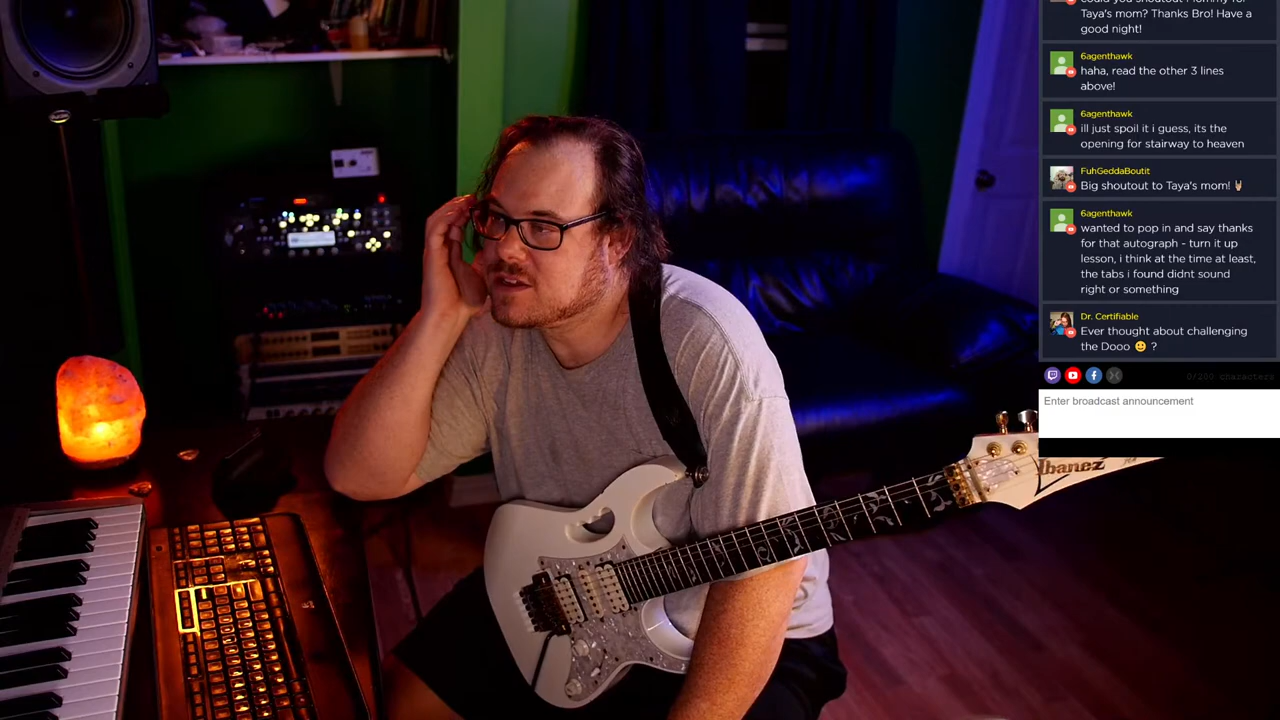 could you shoutout Mommy for
Taya's mom? Thanks Bro! Have a
good night!
6agenthawk
haha, read the other 3 lines
above!
6agenthawk
ill just spoil it i guess, its the
opening for stairway to heaven
FuhGeddaBoutit
Big shoutout to Taya's mom! 🤘
6agenthawk
wanted to pop in and say thanks
for that autograph - turn it up
lesson, i think at the time at least,
the tabs i found didnt sound
right or something
Dr. Certifiable
Ever thought about challenging
the Dooo 🙂 ?
0/200 characters
Enter broadcast announcement
Ibanez